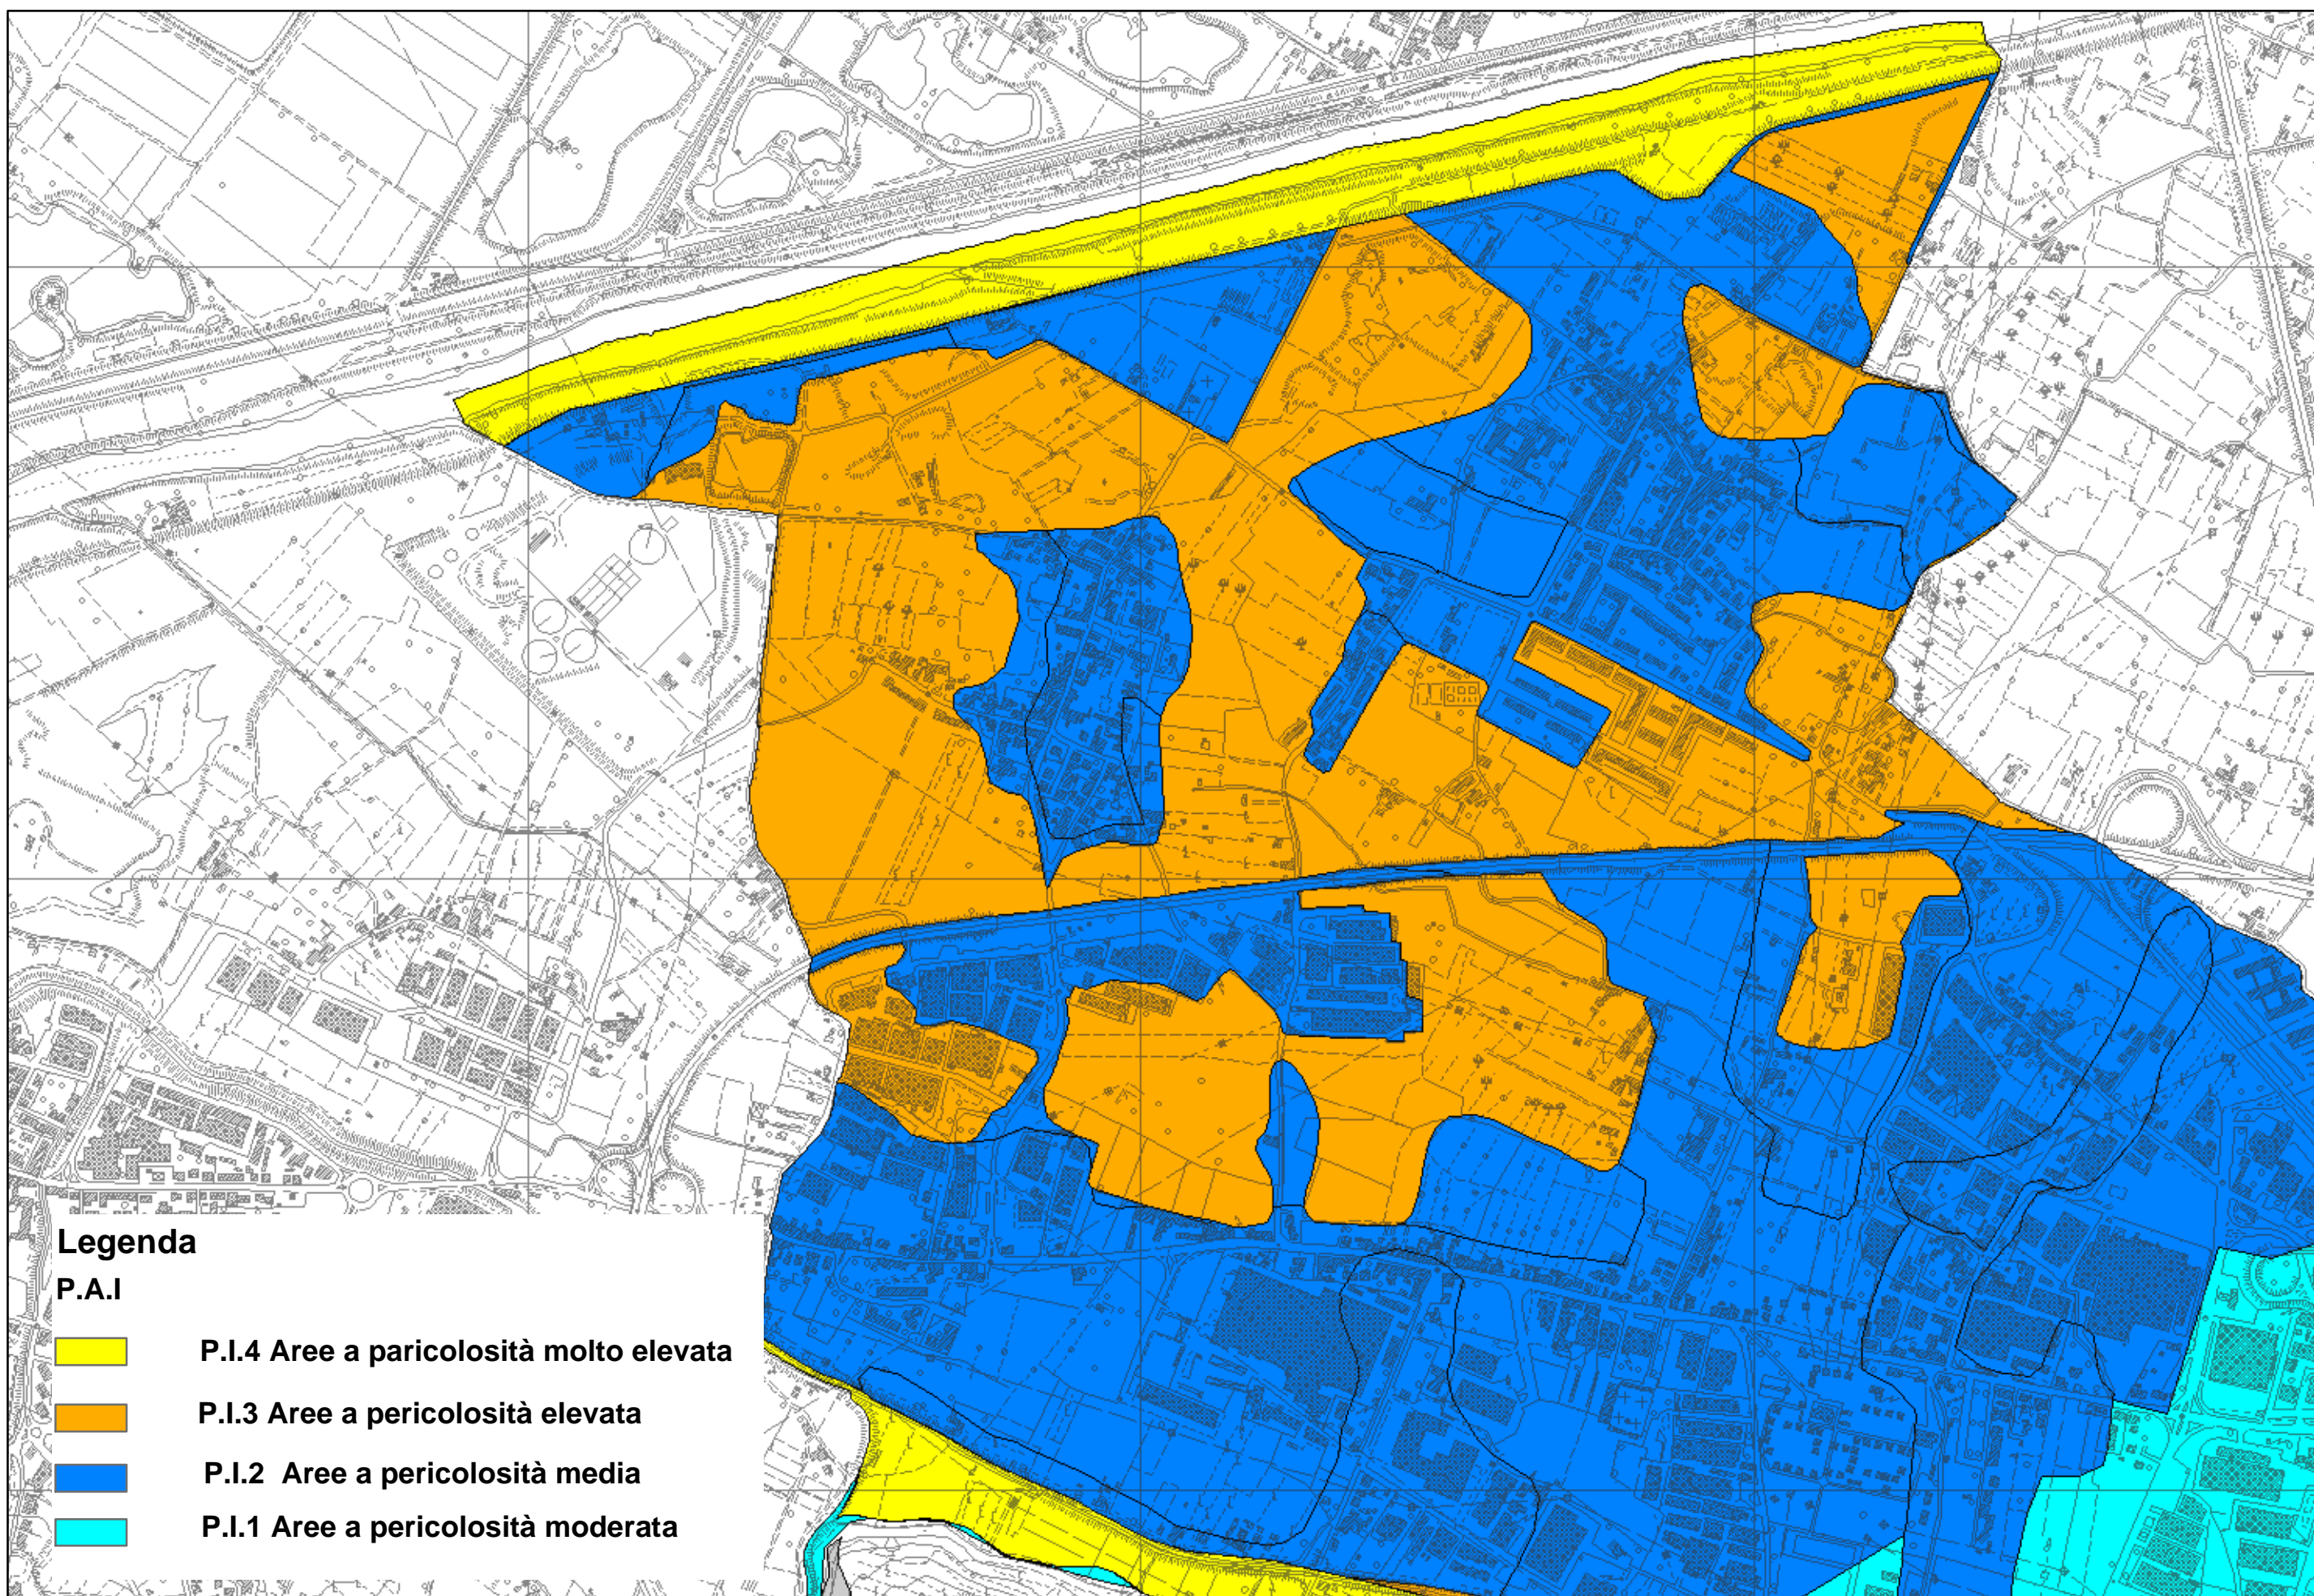 Legenda
P.A.I
P.I.4 Aree a paricolosità molto elevata
P.I.3 Aree a pericolosità elevata
P.I.2 Aree a pericolosità media
P.I.1 Aree a pericolosità moderata